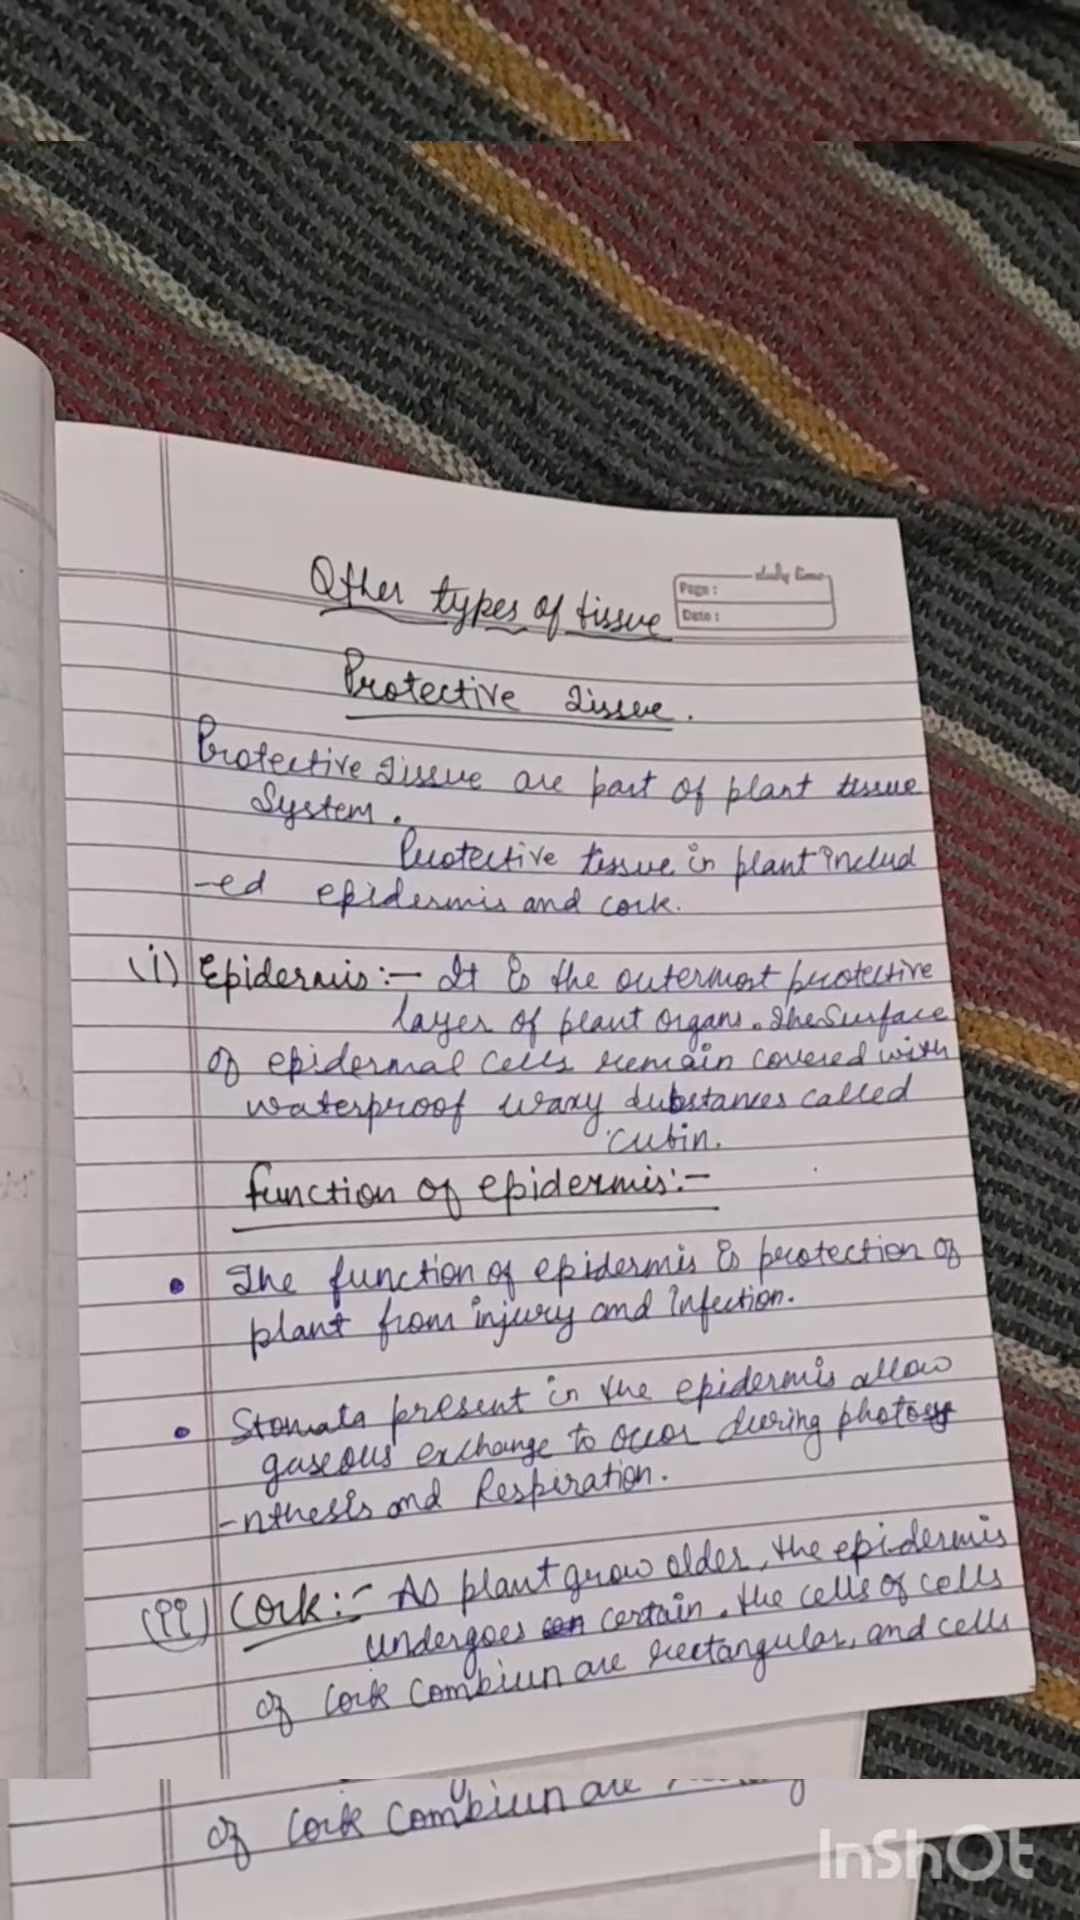 Other types of tissue
study time
Page :
Date :
Protective Tissue.
Protective Tissue are part of plant tissue
System.
Protective tissue in plant includ
-ed epidermis and cork.
(i) Epidermis:- It is the outermost protective
layer of plant organs. The Surface
of epidermal cells remain covered with
waterproof waxy substances called
cutin.
function of epidermis:-
• The function of epidermis is protection of
plant from injury and infection.
• Stomata present in the epidermis allow
gaseous exchange to occur during photosy
-nthesis and Respiration.
(ii) Cork:- As plant grow older, the epidermis
undergoes certain. the cells of cells
of cork combiun are rectangular, and cells
of cork combiun are
InShOt